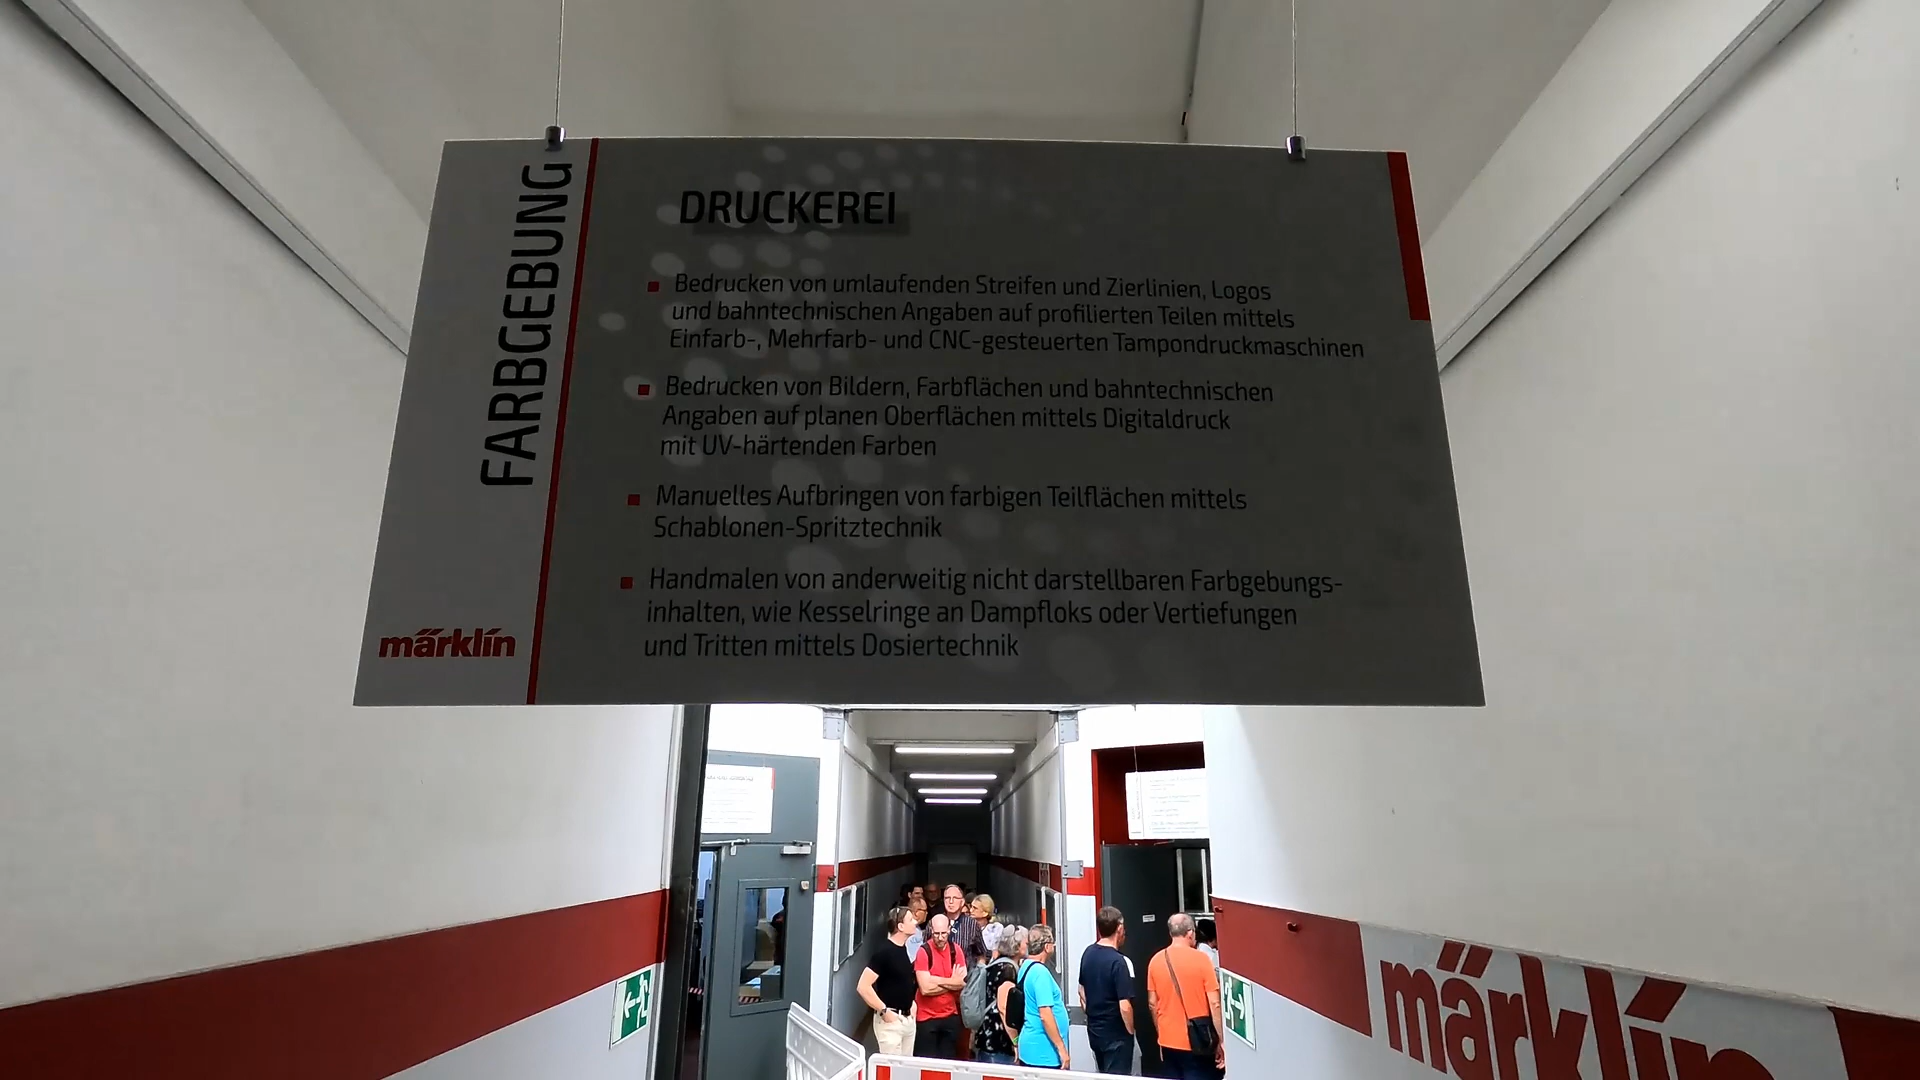 FARBGEBUNG
DRUCKEREI
Bedrucken von umlaufenden Streifen und Zierlinien, Logos
und bahntechnischen Angaben auf profilierten Teilen mittels
Einfarb-, Mehrfarb- und CNC-gesteuerten Tampondruckmaschinen
Bedrucken von Bildern, Farbflächen und bahntechnischen
Angaben auf planen Oberflächen mittels Digitaldruck
mit UV-härtenden Farben
Manuelles Aufbringen von farbigen Teilflächen mittels
Schablonen-Spritztechnik
Handmalen von anderweitig nicht darstellbaren Farbgebungs-
inhalten, wie Kesselringe an Dampfloks oder Vertiefungen
und Tritten mittels Dosiertechnik
märklin
märklin